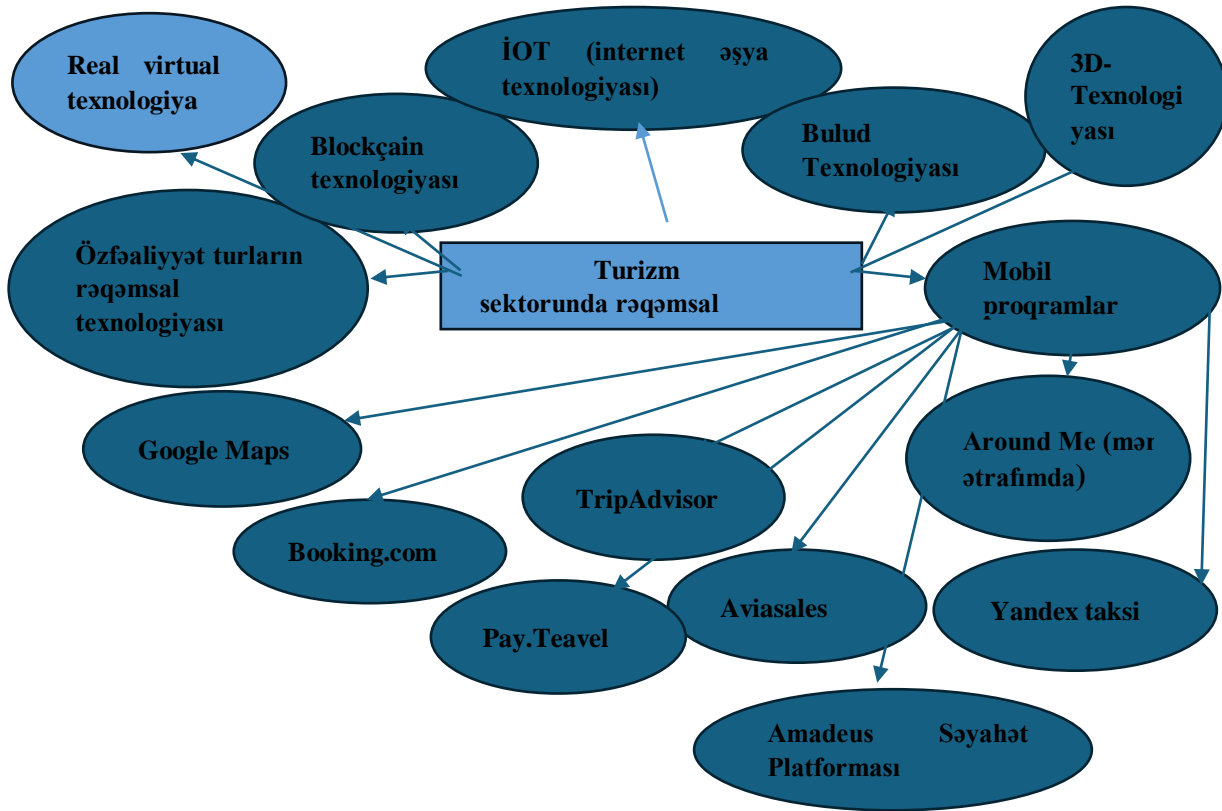 Real virtual
texnologiya
İOT (internet əşya
texnologiyası)
3D-
Texnologi
yası
Blockçain
texnologiyası
Bulud
Texnologiyası
Özfəaliyyət turların
rəqəmsal
texnologiyası
Turizm
sektorunda rəqəmsal
Mobil
proqramlar
Google Maps
Around Me (mən
ətrafımda)
TripAdvisor
Booking.com
Aviasales
Yandex taksi
Pay.Teavel
Amadeus Səyahət
Platforması